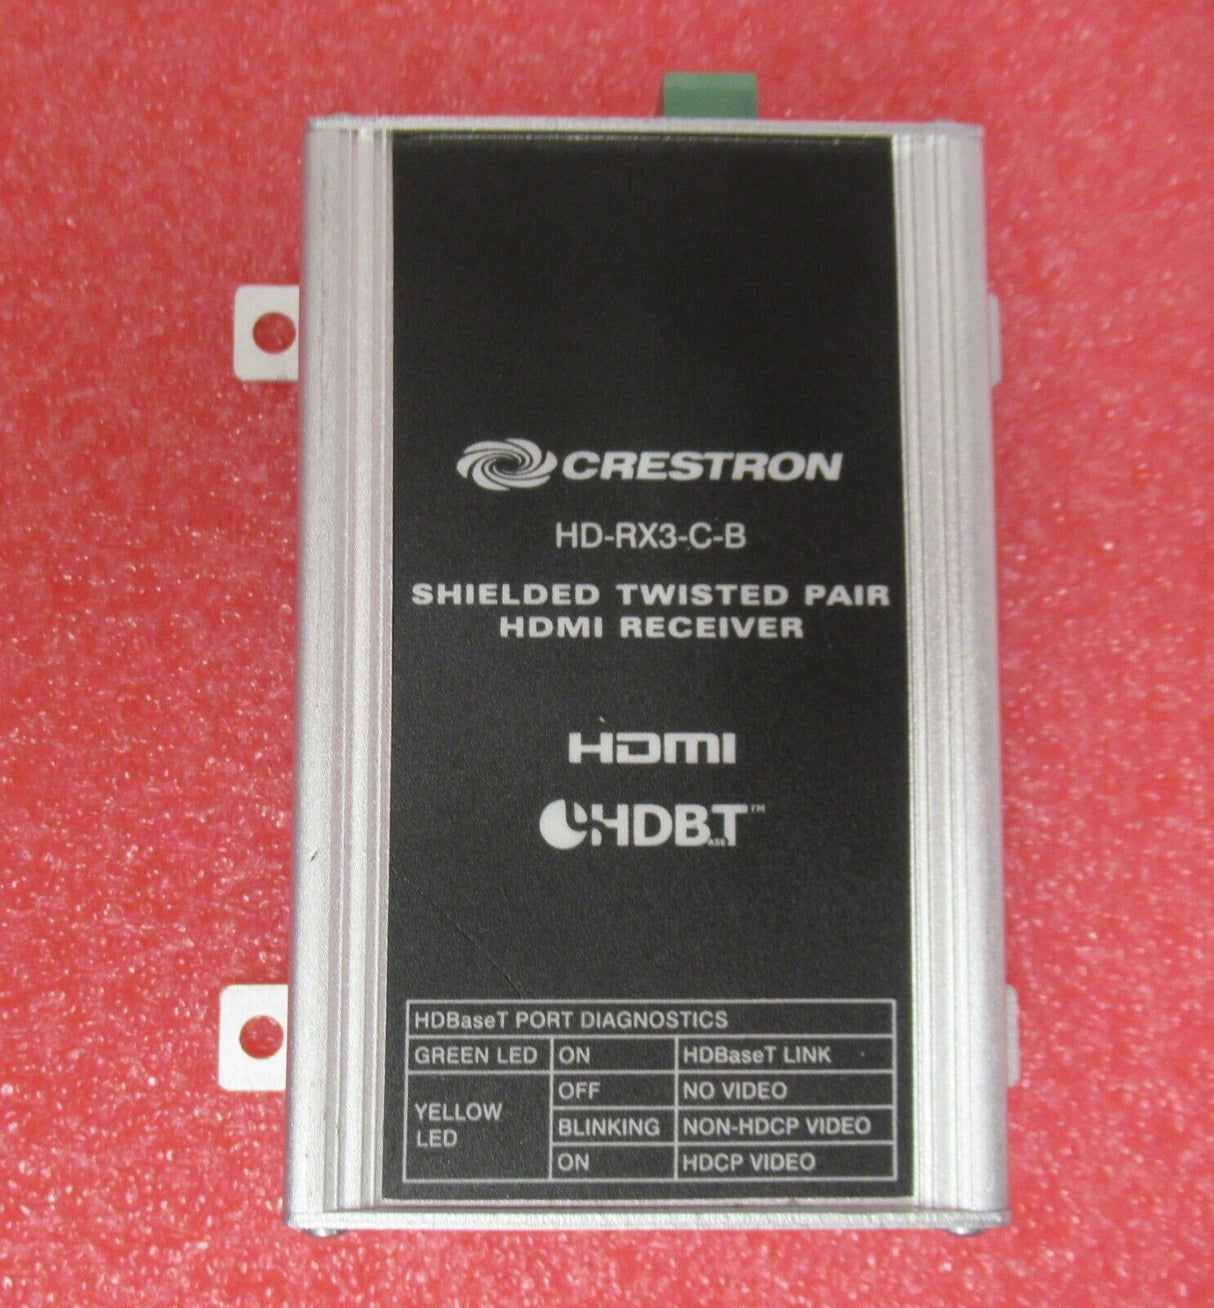 CRESTRON
HD-RX3-C-B
SHIELDED TWISTED PAIR
HDMI RECEIVER
HDMI
HDBaseT™
HDBaseT PORT DIAGNOSTICS
GREEN LED ON HDBaseT LINK
YELLOW LED OFF NO VIDEO
BLINKING NON-HDCP VIDEO
ON HDCP VIDEO